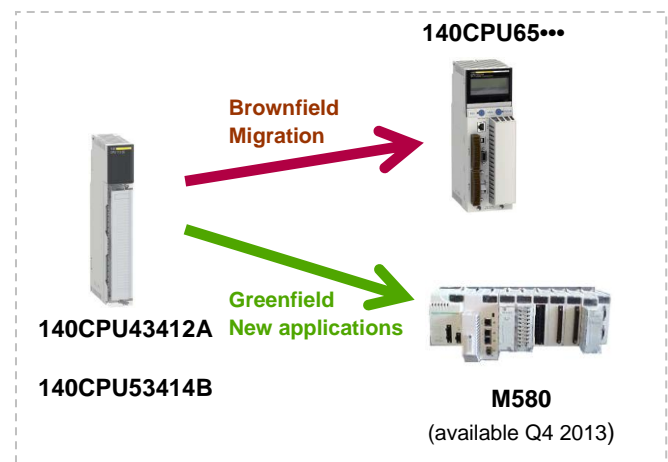 140CPU65•••
Brownfield
Migration
Greenfield
New applications
140CPU43412A
140CPU53414B
M580
(available Q4 2013)